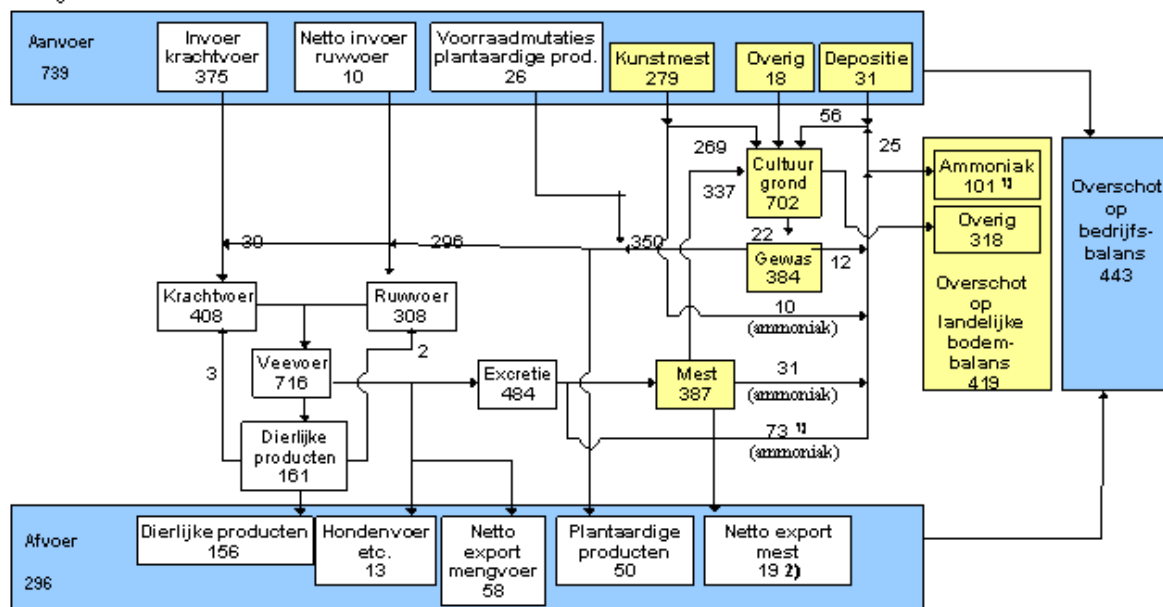 Aanvoer
739
Invoer
krachtvoer
375
Netto invoer
ruwvoer
10
Voorraadmutaties
plantaardige prod.
26
Kunstmest
279
Overig
18
Depositie
31
56
25
269
337
Cultuur
grond
702
Ammoniak
101 1)
Overig
318
Overschot
op
landelijke
bodem-
balans
419
Overschot
op
bedrijfs-
balans
443
30
296
350
22
Gewas
384
12
Krachtvoer
408
Ruwvoer
308
10
(ammoniak)
3
2
Veevoer
716
Excretie
484
Mest
387
31
(ammoniak)
73 1)
(ammoniak)
Dierlijke
producten
161
Afvoer
296
Dierlijke producten
156
Hondenvoer
etc.
13
Netto
export
mengvoer
58
Plantaardige
producten
50
Netto export
mest
19 2)